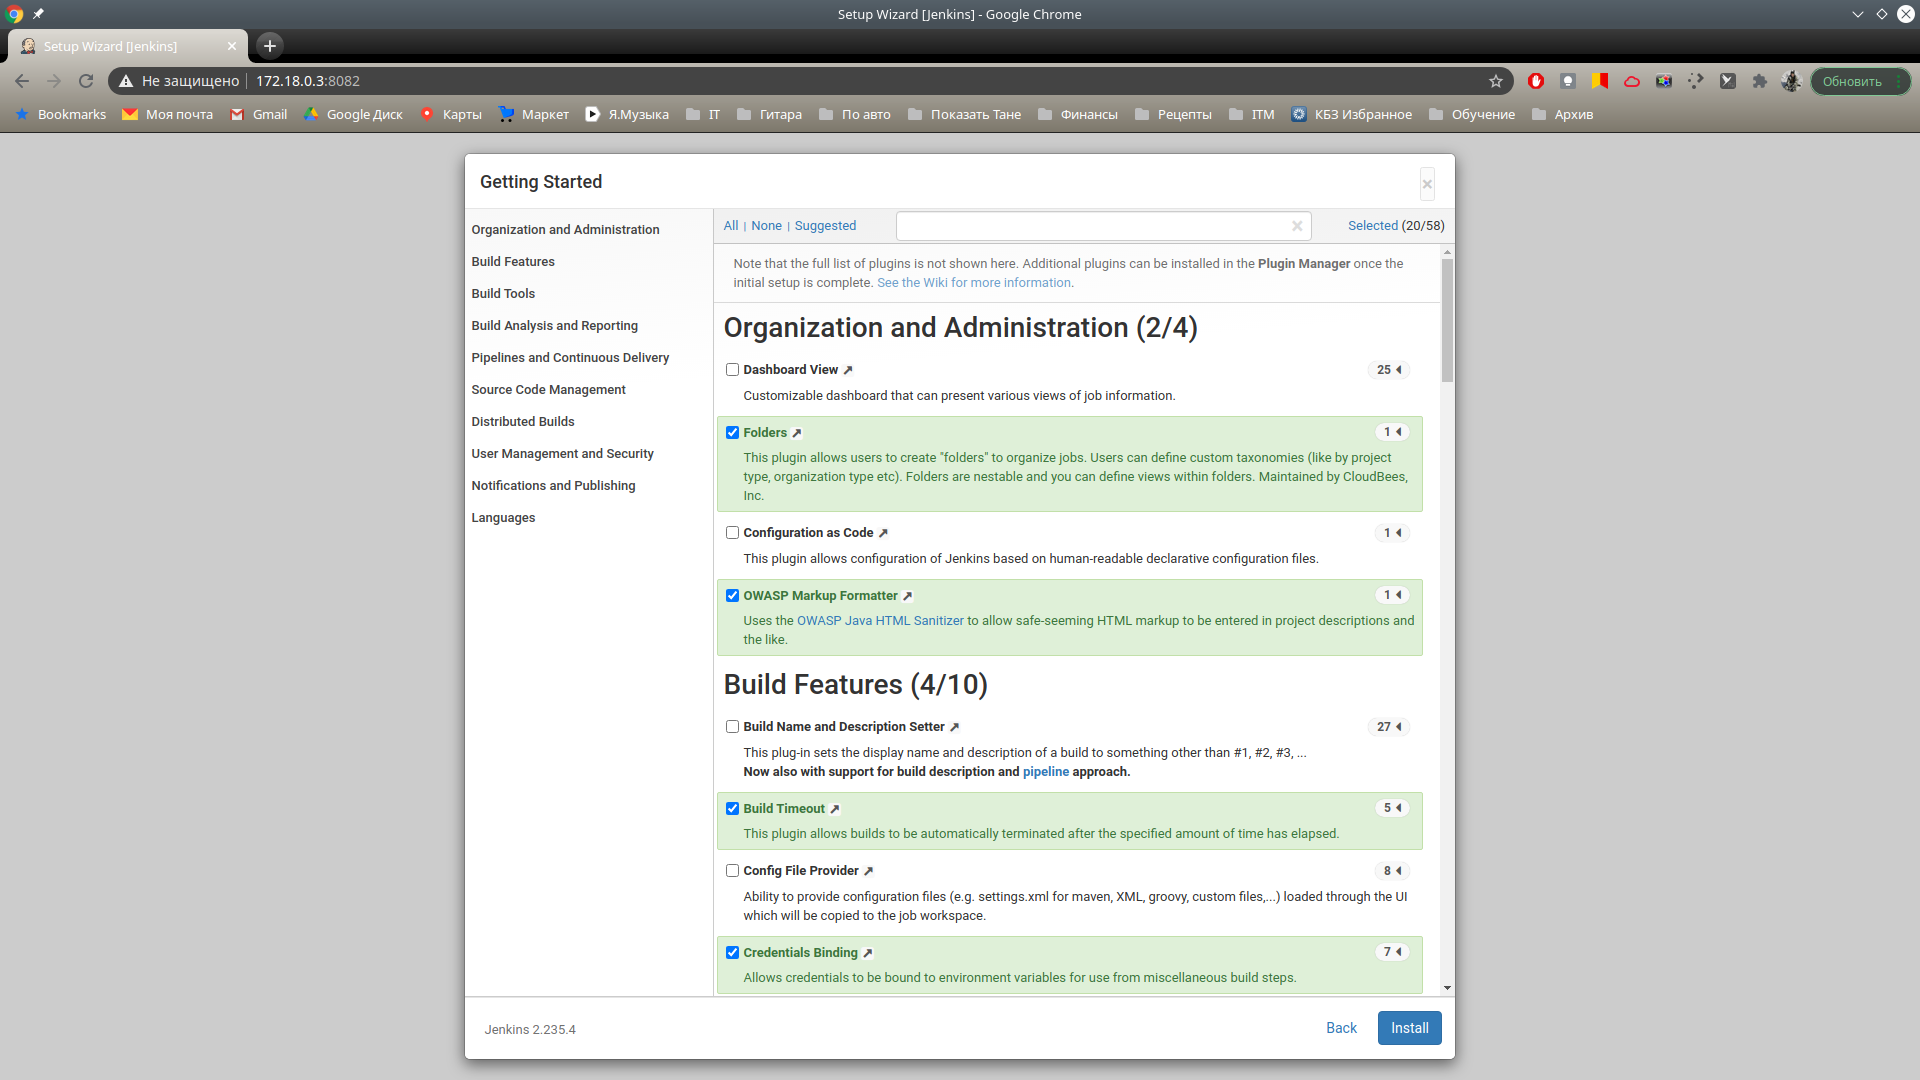 Setup Wizard [Jenkins] - Google Chrome
Setup Wizard [Jenkins]
Не защищено 172.18.0.3:8082
Обновить
Bookmarks Моя почта Gmail Google Диск Карты Маркет Я.Музыка IT Гитара По авто Показать Тане Финансы Рецепты ITM КБЗ Избранное Обучение Архив
Getting Started
×
Organization and Administration
Build Features
Build Tools
Build Analysis and Reporting
Pipelines and Continuous Delivery
Source Code Management
Distributed Builds
User Management and Security
Notifications and Publishing
Languages
All | None | Suggested
Selected (20/58)
Note that the full list of plugins is not shown here. Additional plugins can be installed in the Plugin Manager once the
initial setup is complete. See the Wiki for more information.
Organization and Administration (2/4)
Dashboard View 25
Customizable dashboard that can present various views of job information.
Folders 1
This plugin allows users to create "folders" to organize jobs. Users can define custom taxonomies (like by project
type, organization type etc). Folders are nestable and you can define views within folders. Maintained by CloudBees,
Inc.
Configuration as Code 1
This plugin allows configuration of Jenkins based on human-readable declarative configuration files.
OWASP Markup Formatter 1
Uses the OWASP Java HTML Sanitizer to allow safe-seeming HTML markup to be entered in project descriptions and
the like.
Build Features (4/10)
Build Name and Description Setter 27
This plug-in sets the display name and description of a build to something other than #1, #2, #3, ...
Now also with support for build description and pipeline approach.
Build Timeout 5
This plugin allows builds to be automatically terminated after the specified amount of time has elapsed.
Config File Provider 8
Ability to provide configuration files (e.g. settings.xml for maven, XML, groovy, custom files,...) loaded through the UI
which will be copied to the job workspace.
Credentials Binding 7
Allows credentials to be bound to environment variables for use from miscellaneous build steps.
Jenkins 2.235.4
Back
Install